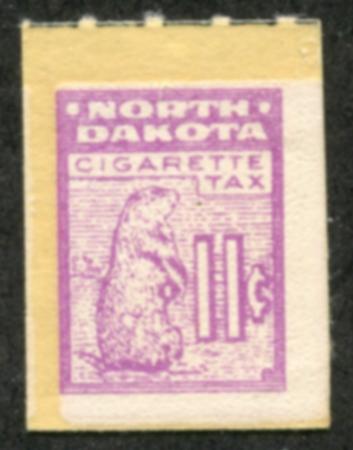 NORTH
DAKOTA
CIGARETTE
TAX
11¢